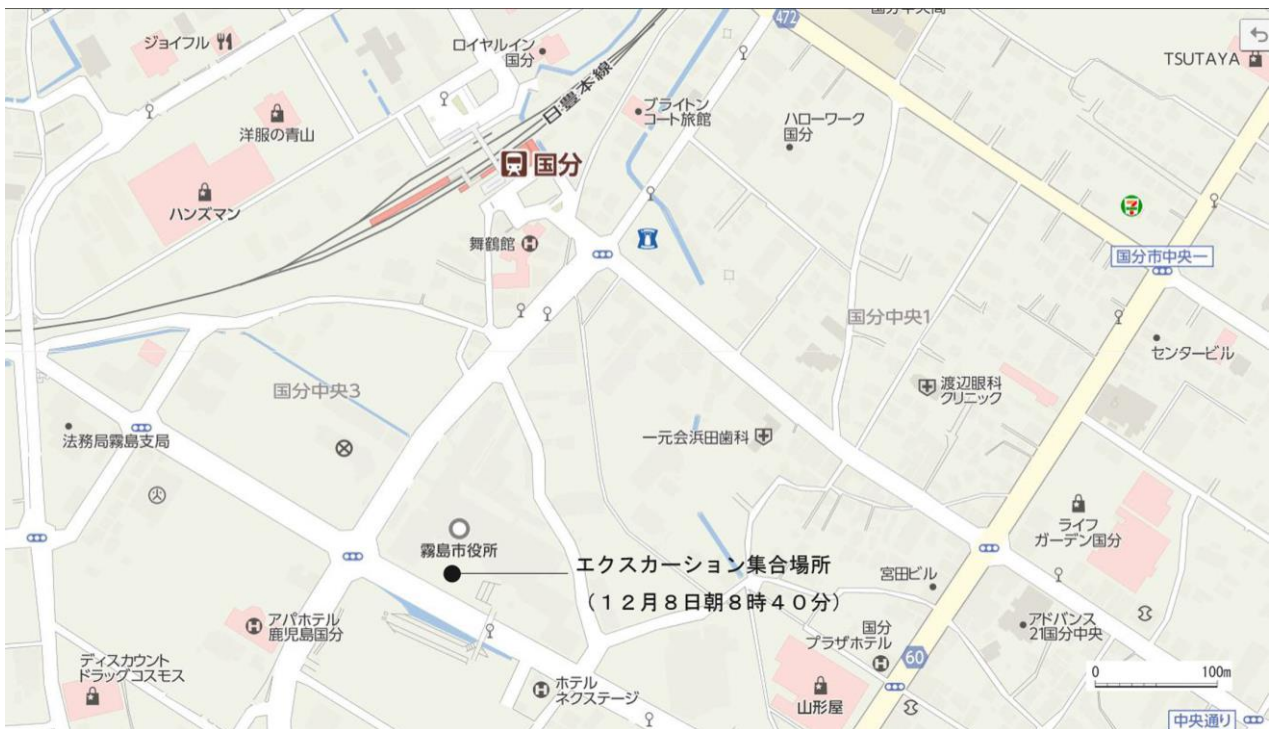 472
ジョイフル
ロイヤルイン
国分
TSUTAYA
日豊本線
ブライトン
コート旅館
ハローワーク
国分
洋服の青山
国分
ハンズマン
舞鶴館
国分市中央一
国分中央1
センタービル
渡辺眼科
クリニック
国分中央3
法務局霧島支局
一元会浜田歯科
ライフ
ガーデン国分
霧島市役所
エクスカーション集合場所
(12月8日朝8時40分)
宮田ビル
アパホテル
鹿児島国分
国分
プラザホテル
アドバンス
21国分中央
60
ディスカウント
ドラッグコスモス
ホテル
ネクステージ
山形屋
0 100m
中央通り